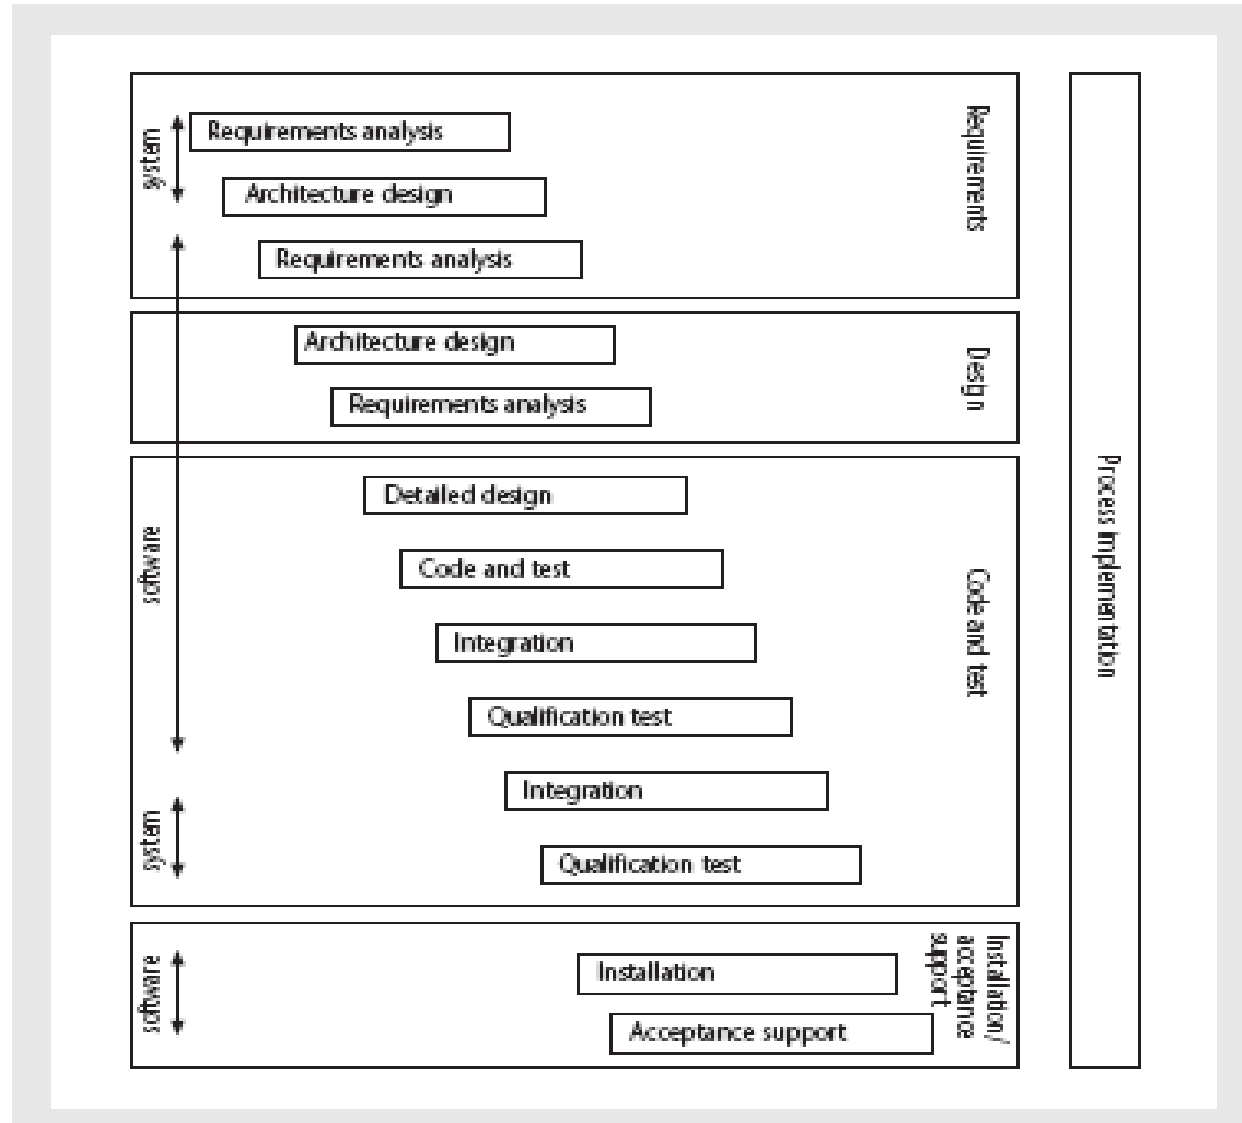 system
Requirements analysis
Architecture design
Requirements analysis
Requirements
Architecture design
Requirements analysis
Design
software
Detailed design
Code and test
Integration
Qualification test
Code and test
system
Integration
Qualification test
software
Installation
Acceptance support
Installation/
acceptance
support
Process implementation